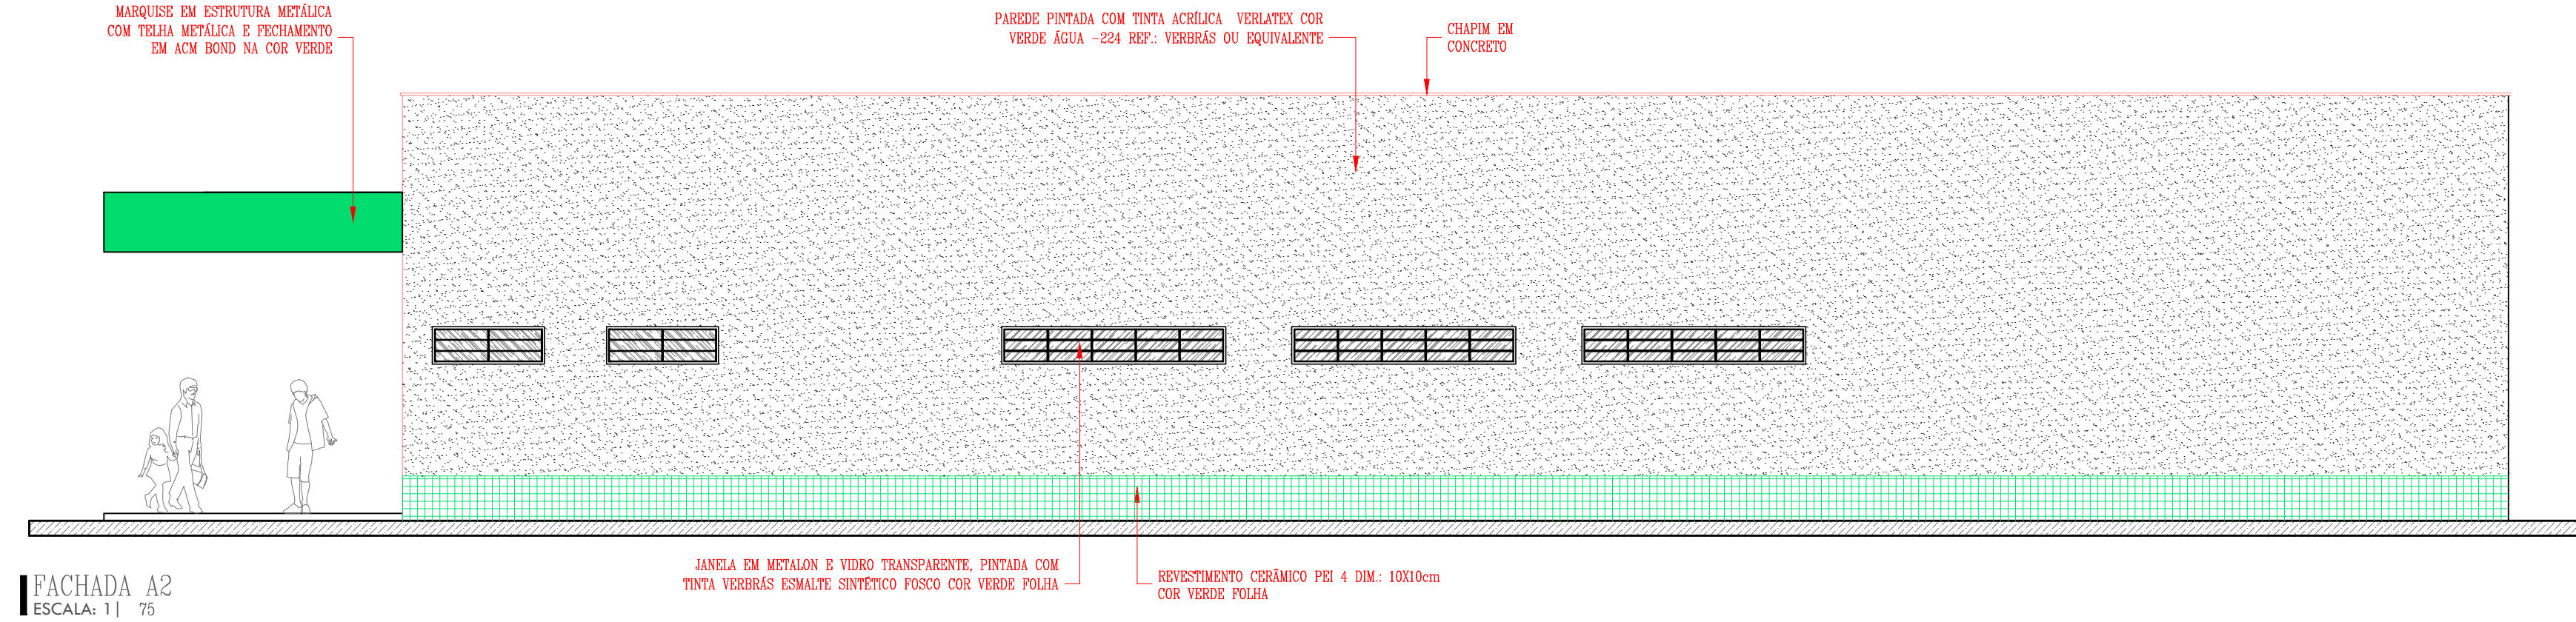 MARQUISE EM ESTRUTURA METÁLICA
COM TELHA METÁLICA E FECHAMENTO
EM ACM BOND NA COR VERDE
PAREDE PINTADA COM TINTA ACRÍLICA VERLATEX COR
VERDE ÁGUA -224 REF.: VERBRÁS OU EQUIVALENTE
CHAPIM EM
CONCRETO
JANELA EM METALON E VIDRO TRANSPARENTE, PINTADA COM
TINTA VERBRÁS ESMALTE SINTÉTICO FOSCO COR VERDE FOLHA
REVESTIMENTO CERÂMICO PEI 4 DIM.: 10X10cm
COR VERDE FOLHA
FACHADA A2
ESCALA: 1| 75